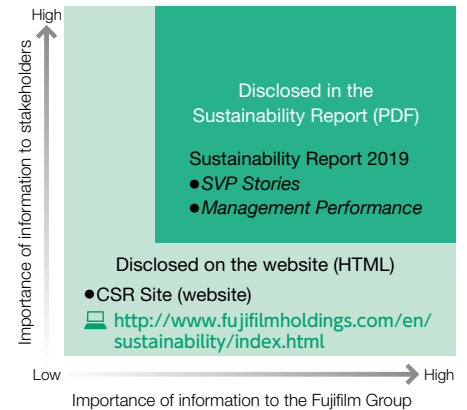 High
Importance of information to stakeholders
Disclosed in the
Sustainability Report (PDF)
Sustainability Report 2019
●SVP Stories
●Management Performance
Disclosed on the website (HTML)
●CSR Site (website)
http://www.fujifilmholdings.com/en/
sustainability/index.html
Low
High
Importance of information to the Fujifilm Group